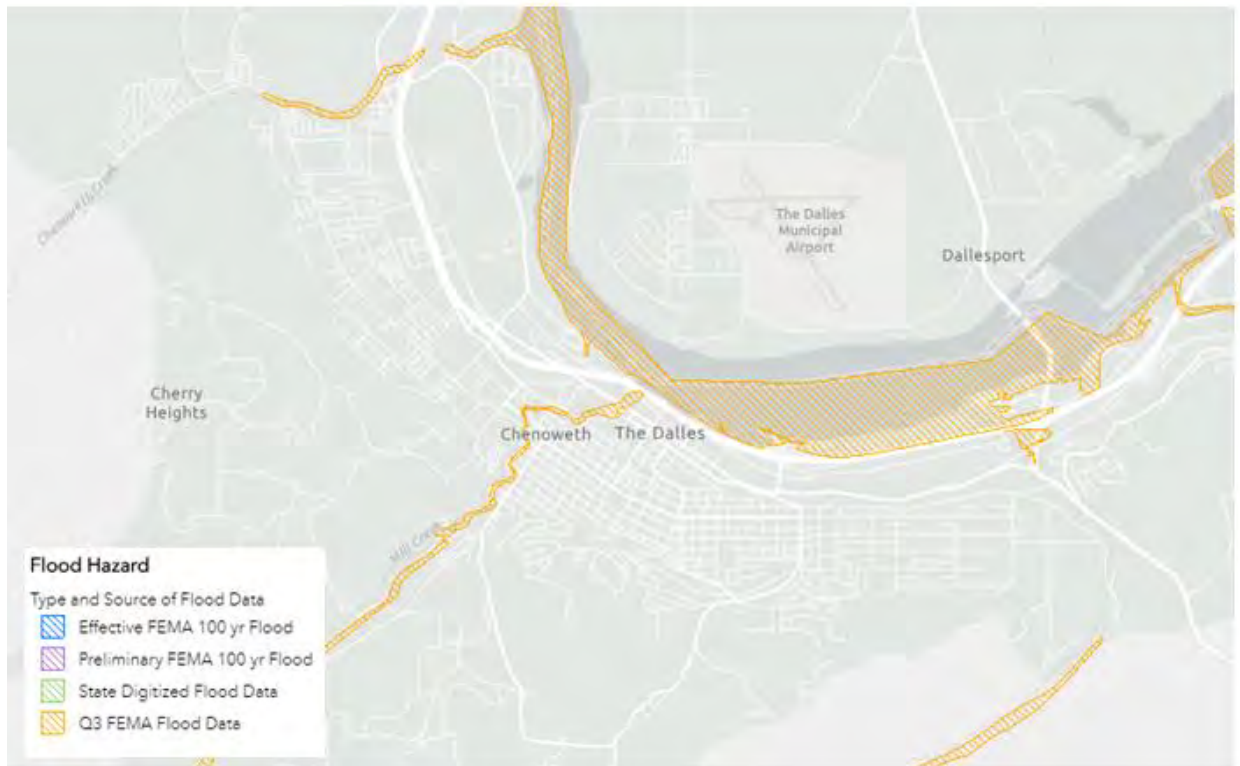 The Dalles
Municipal
Airport
Dallesport
Cherry
Heights
Chenoweth
The Dalles
Mill Creek
Flood Hazard
Type and Source of Flood Data
Effective FEMA 100 yr Flood
Preliminary FEMA 100 yr Flood
State Digitized Flood Data
Q3 FEMA Flood Data